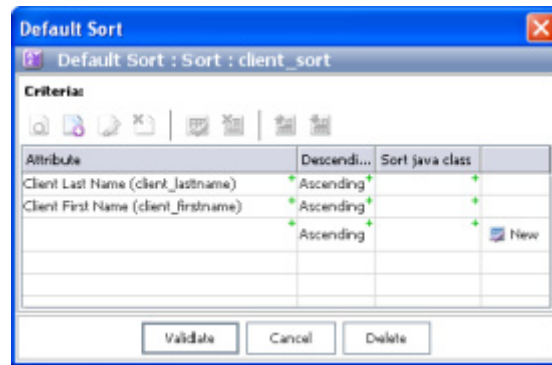 Default Sort
Default Sort : Sort : client_sort
Criteria:
Attribute Descendi... Sort java class
Client Last Name (client_lastname) Ascending
Client First Name (client_firstname) Ascending
Ascending New
Validate Cancel Delete